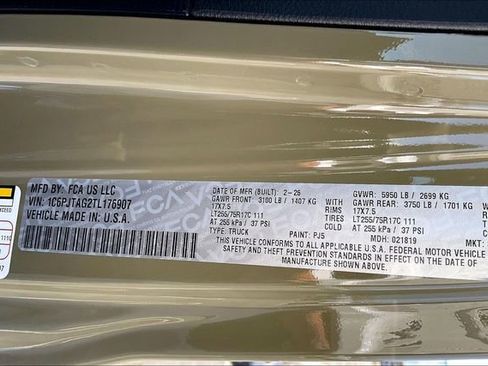 MFD BY: FCA US LLC
VIN: 1C6PJTAG2TL176907
VEHICLE MADE IN U.S.A.
DATE OF MFD (BUILT): 2-26
GAWR FRONT: 3100 LB / 1407 KG
17X7.5 RIMS
LT255/75R17C 111 TIRES
AT 255 kPa / 37 PSI COLD
TYPE: TRUCK PAINT: PJ5
GVWR: 5950 LB / 2699 KG
GAWR REAR: 3750 LB / 1701 KG
17X7.5
LT255/75R17C 111
AT 255 kPa / 37 PSI
MDH: 021819 MKT:
THIS VEHICLE CONFORMS TO ALL APPLICABLE U.S.A. FEDERAL MOTOR VEHICLE
SAFETY AND THEFT PREVENTION STANDARDS IN EFFECT ON THE DATE OF
MANUFACTURE SHOWN ABOVE.
FCA
1110